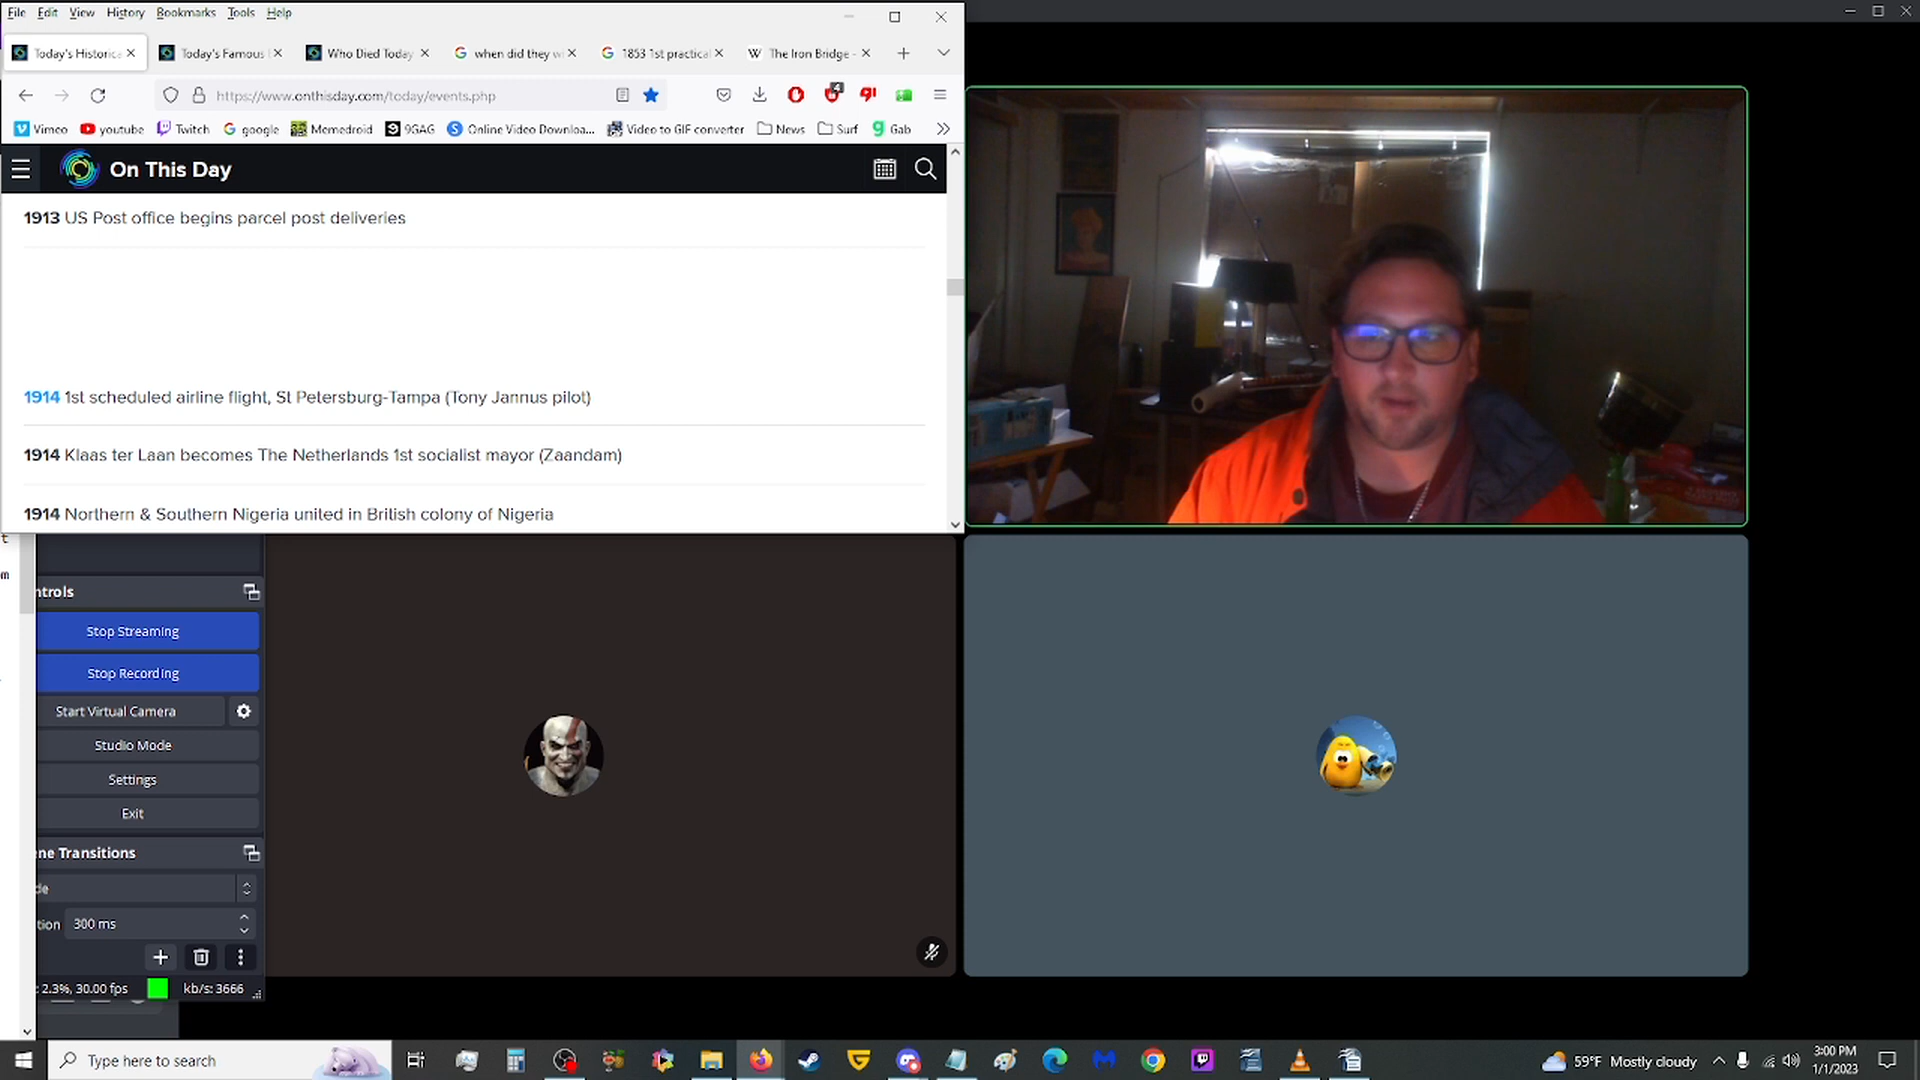 File Edit View History Bookmarks Tools Help
Today's Historica
Today's Famous
Who Died Today
when did they wi
1853 1st practical
The Iron Bridge -
https://www.onthisday.com/today/events.php
4
Vimeo youtube Twitch google Memedroid 9GAG Online Video Downloa... Video to GIF converter News Surf Gab
On This Day
1913 US Post office begins parcel post deliveries
1914 1st scheduled airline flight, St Petersburg-Tampa (Tony Jannus pilot)
1914 Klaas ter Laan becomes The Netherlands 1st socialist mayor (Zaandam)
1914 Northern & Southern Nigeria united in British colony of Nigeria
t
m
ntrols
Stop Streaming
Stop Recording
Start Virtual Camera
Studio Mode
Settings
Exit
ene Transitions
de
tion 300 ms
: 2.3%, 30.00 fps kb/s: 3666
Type here to search
59°F Mostly cloudy
3:00 PM
1/1/2023